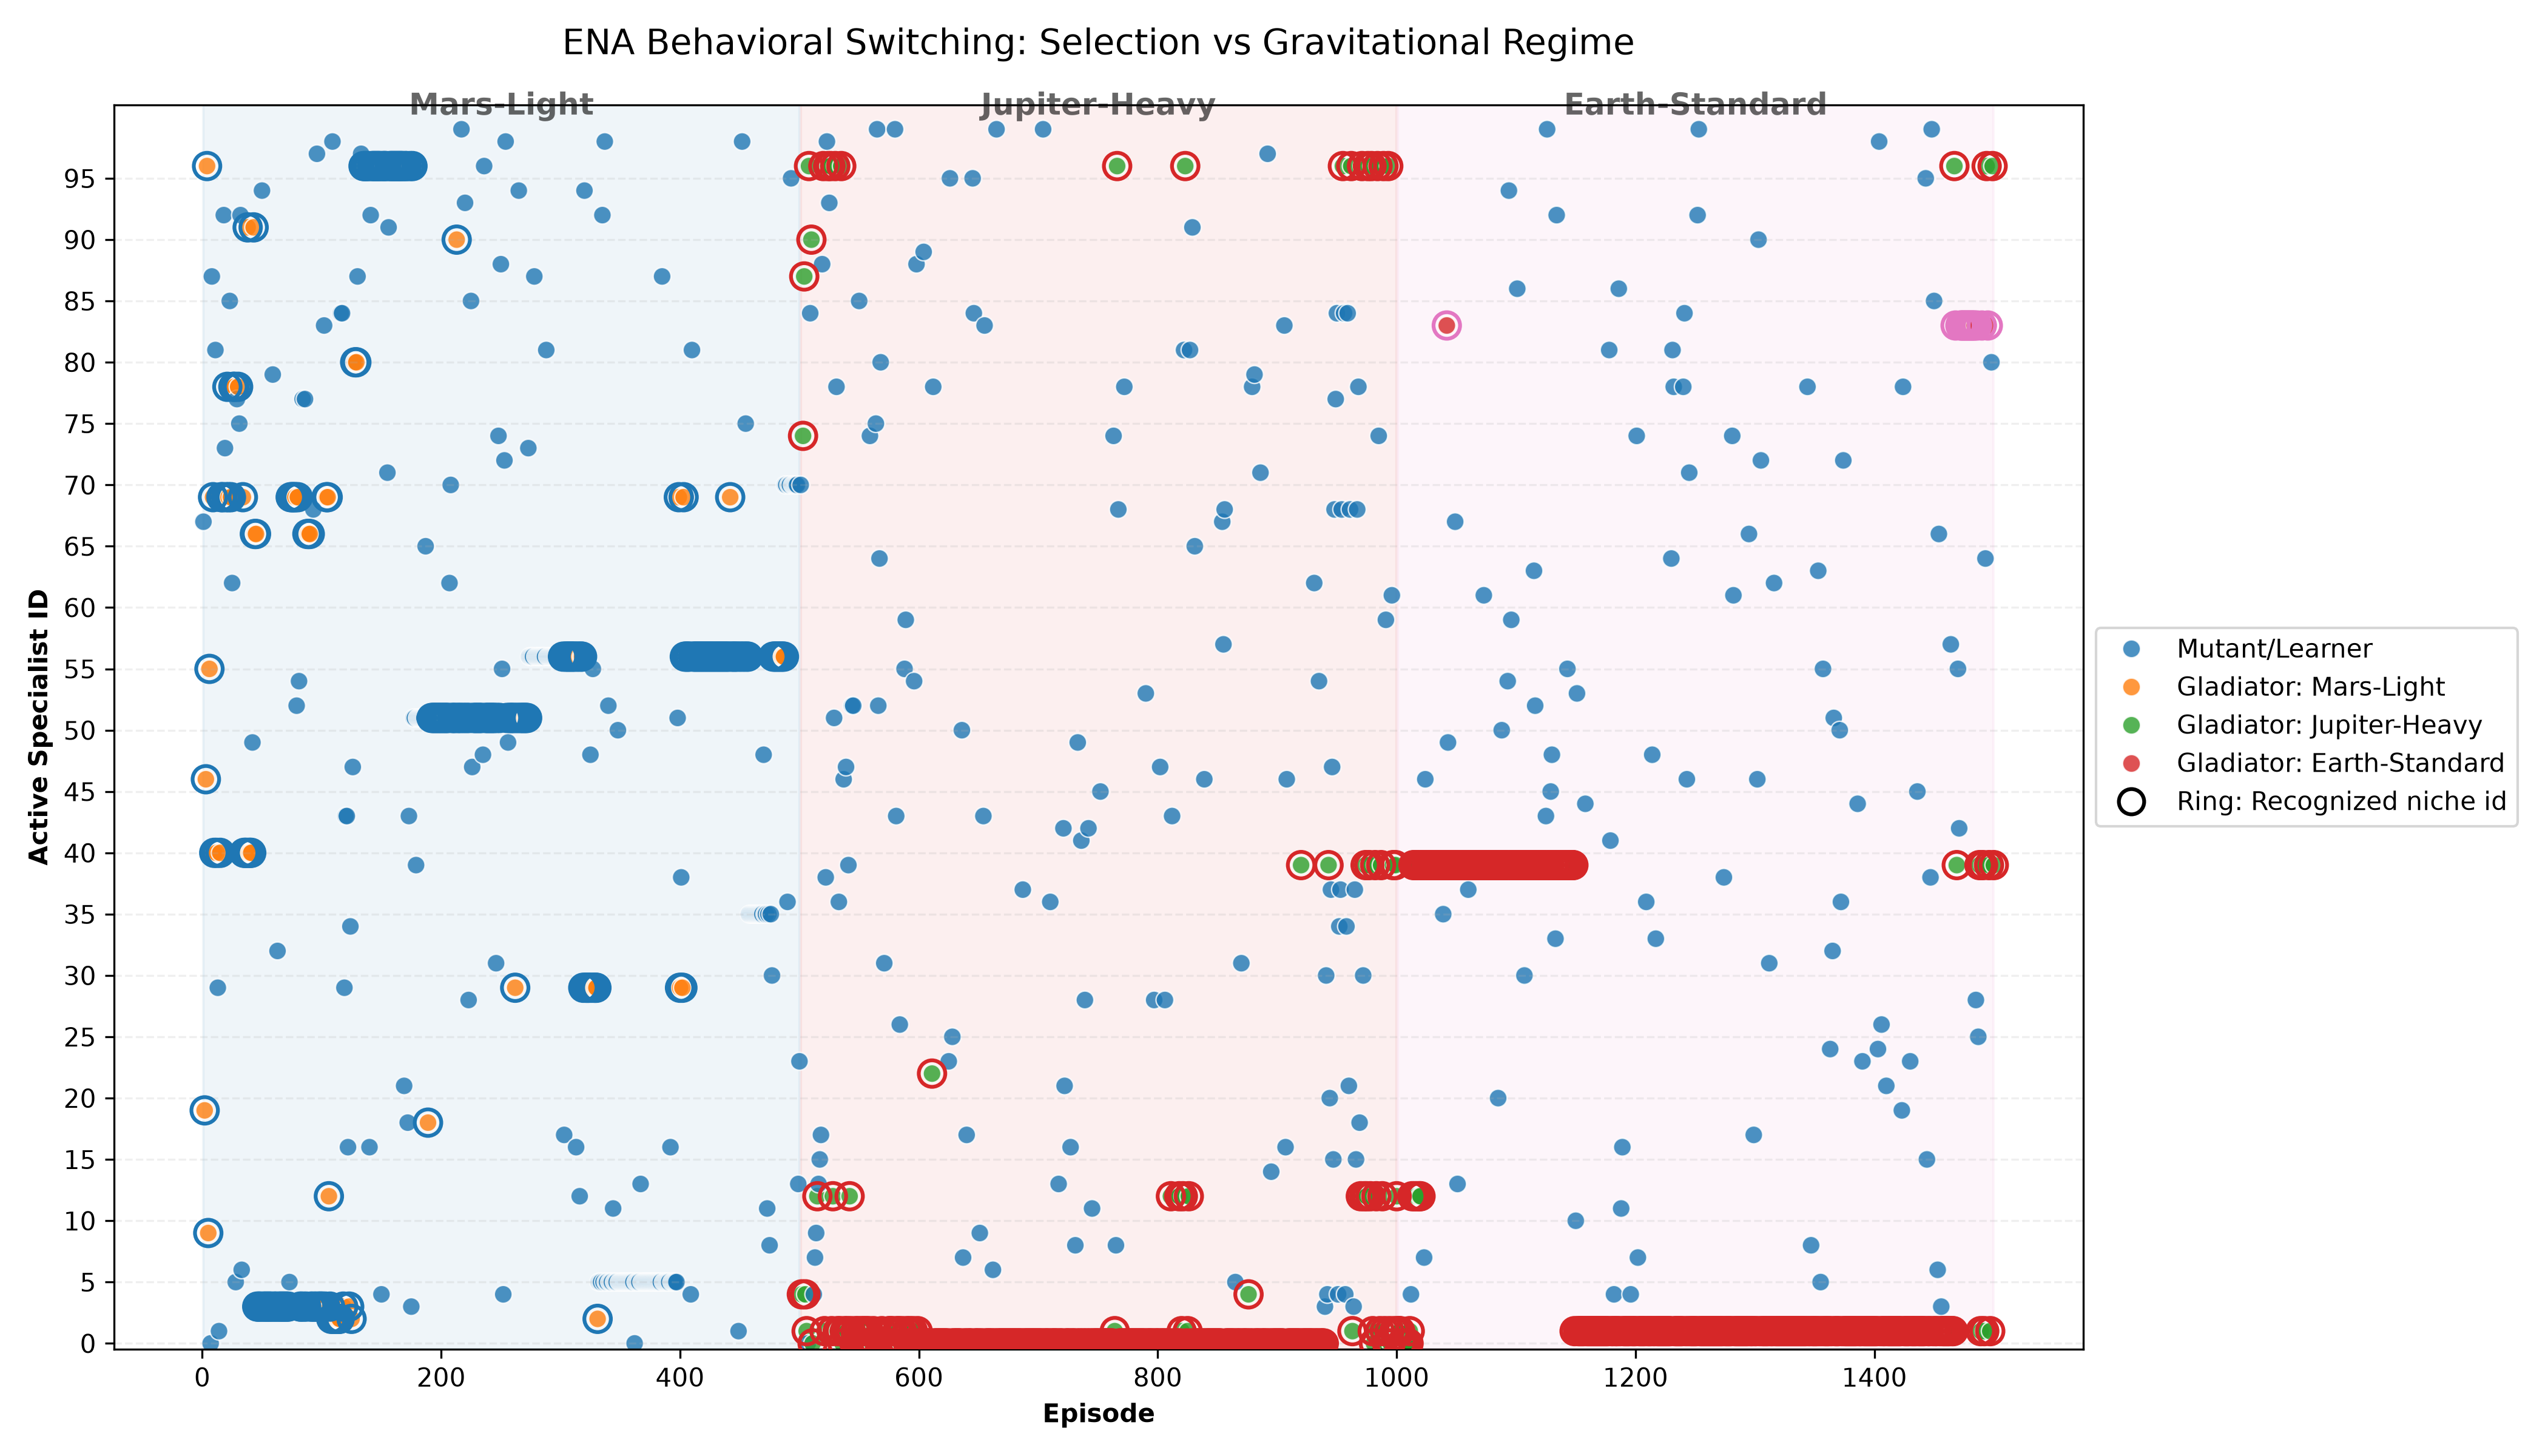 ENA Behavioral Switching: Selection vs Gravitational Regime
Mars-Light
Jupiter-Heavy
Earth-Standard
Active Specialist ID
95
90
85
80
75
70
65
60
55
50
45
40
35
30
25
20
15
10
5
0
0
200
400
600
800
1000
1200
1400
Episode
Mutant/Learner
Gladiator: Mars-Light
Gladiator: Jupiter-Heavy
Gladiator: Earth-Standard
Ring: Recognized niche id